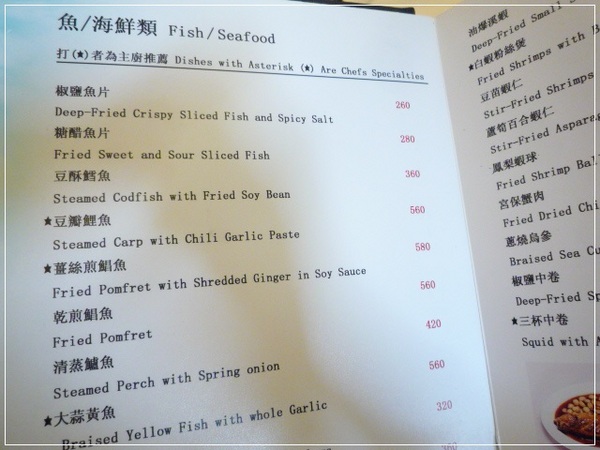 魚/海鮮類 Fish/Seafood
打(★)者為主廚推薦 Dishes with Asterisk (★) Are Chefs Specialties
椒鹽魚片
Deep-Fried Crispy Sliced Fish and Spicy Salt 260
糖醋魚片
Fried Sweet and Sour Sliced Fish 280
豆酥鱈魚
Steamed Codfish with Fried Soy Bean 360
★豆瓣鯉魚
Steamed Carp with Chili Garlic Paste 560
★薑絲煎鯧魚
Fried Pomfret with Shredded Ginger in Soy Sauce 580
乾煎鯧魚
Fried Pomfret 560
清蒸鱸魚
Steamed Perch with Spring onion 420
★大蒜黃魚
Braised Yellow Fish with whole Garlic 560
320
360
油爆溪蝦
Deep-Fried Small
★白蝦粉絲煲
Fried Shrimps with
豆苗蝦仁
Stir-Fried Shrimps
蘆筍百合蝦仁
Stir-Fried
鳳梨蝦球
Fried Shrimp
宮保蟹肉
Fried Dried
蔥燒烏參
Braised Sea
椒鹽中卷
Deep-Fried
★三杯中卷
Squid with